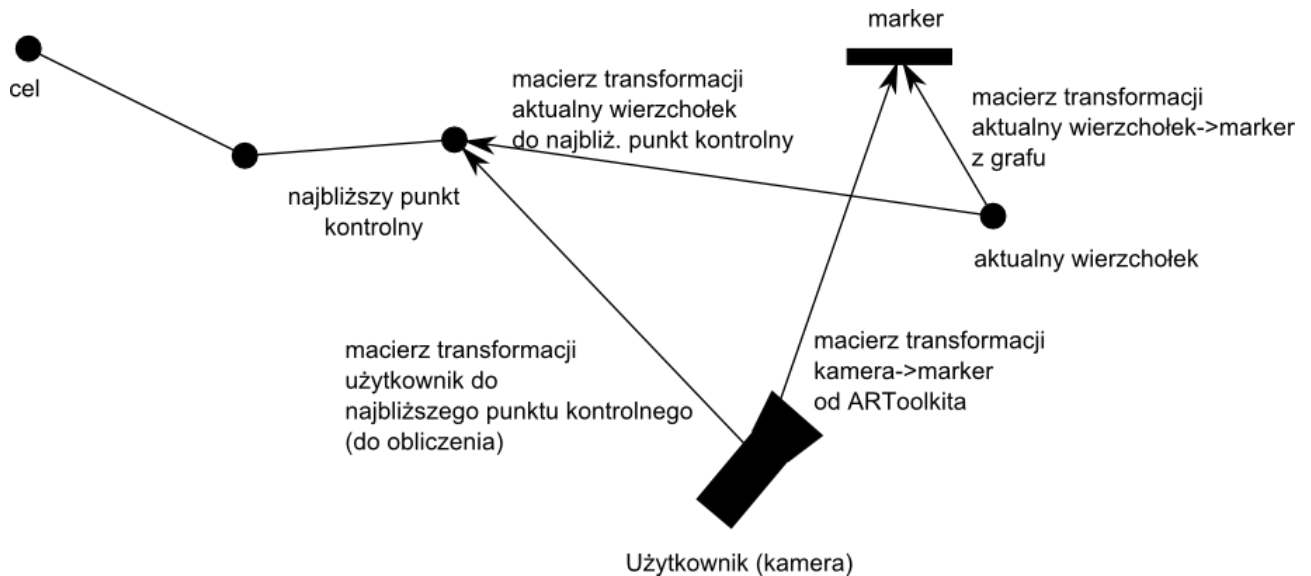 marker
cel
macierz transformacji
aktualny wierzchołek
do najbliż. punkt kontrolny
macierz transformacji
aktualny wierzchołek->marker
z grafu
najbliższy punkt
kontrolny
aktualny wierzchołek
macierz transformacji
użytkownik do
najbliższego punktu kontrolnego
(do obliczenia)
macierz transformacji
kamera->marker
od ARToolkita
Użytkownik (kamera)